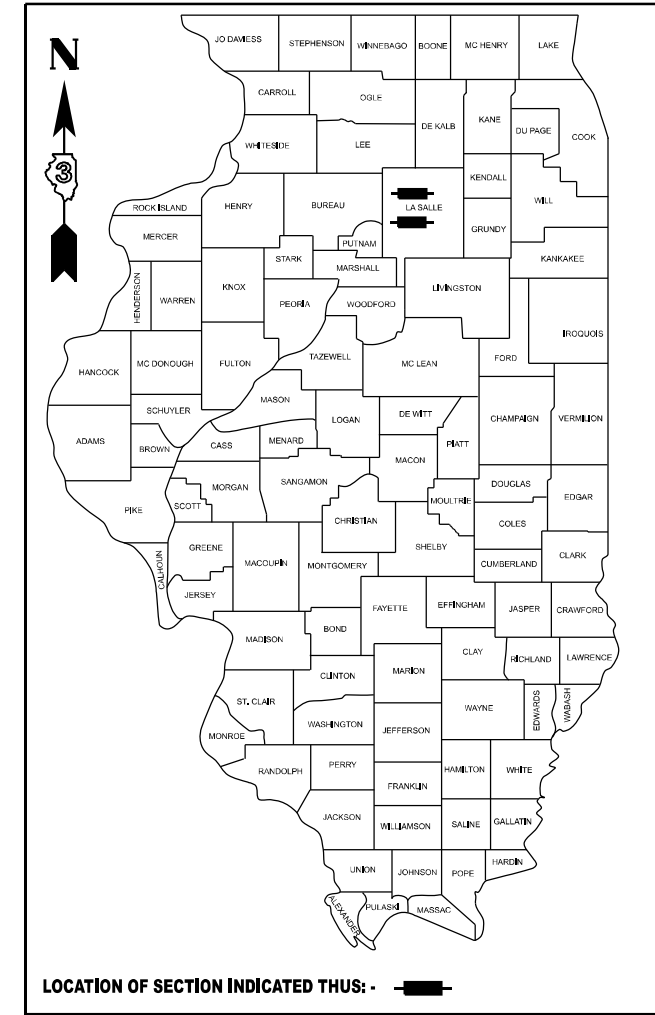 JO DAVIESS STEPHENSON WINNEBAGO BOONE MC HENRY LAKE
N
CARROLL OGLE DE KALB KANE DU PAGE COOK
WHITESIDE LEE
3
KENDALL
ROCK ISLAND HENRY BUREAU LA SALLE WILL
MERCER PUTNAM GRUNDY
STARK MARSHALL KANKAKEE
HENDERSON WARREN KNOX PEORIA WOODFORD LIVINGSTON
IROQUOIS
HANCOCK MC DONOUGH FULTON TAZEWELL MC LEAN FORD
SCHUYLER MASON LOGAN DE WITT CHAMPAIGN VERMILION
ADAMS BROWN CASS MENARD MACON PIATT
PIKE SCOTT MORGAN SANGAMON CHRISTIAN MOULTRIE DOUGLAS EDGAR
COLES
CALHOUN GREENE MACOUPIN MONTGOMERY SHELBY CUMBERLAND CLARK
JERSEY FAYETTE EFFINGHAM JASPER CRAWFORD
MADISON BOND CLAY RICHLAND LAWRENCE
CLINTON MARION
ST. CLAIR WASHINGTON JEFFERSON WAYNE EDWARDS WABASH
MONROE
RANDOLPH PERRY HAMILTON WHITE
FRANKLIN
JACKSON WILLIAMSON SALINE GALLATIN
UNION JOHNSON POPE HARDIN
ALEXANDER PULASKI MASSAC
LOCATION OF SECTION INDICATED THUS: -